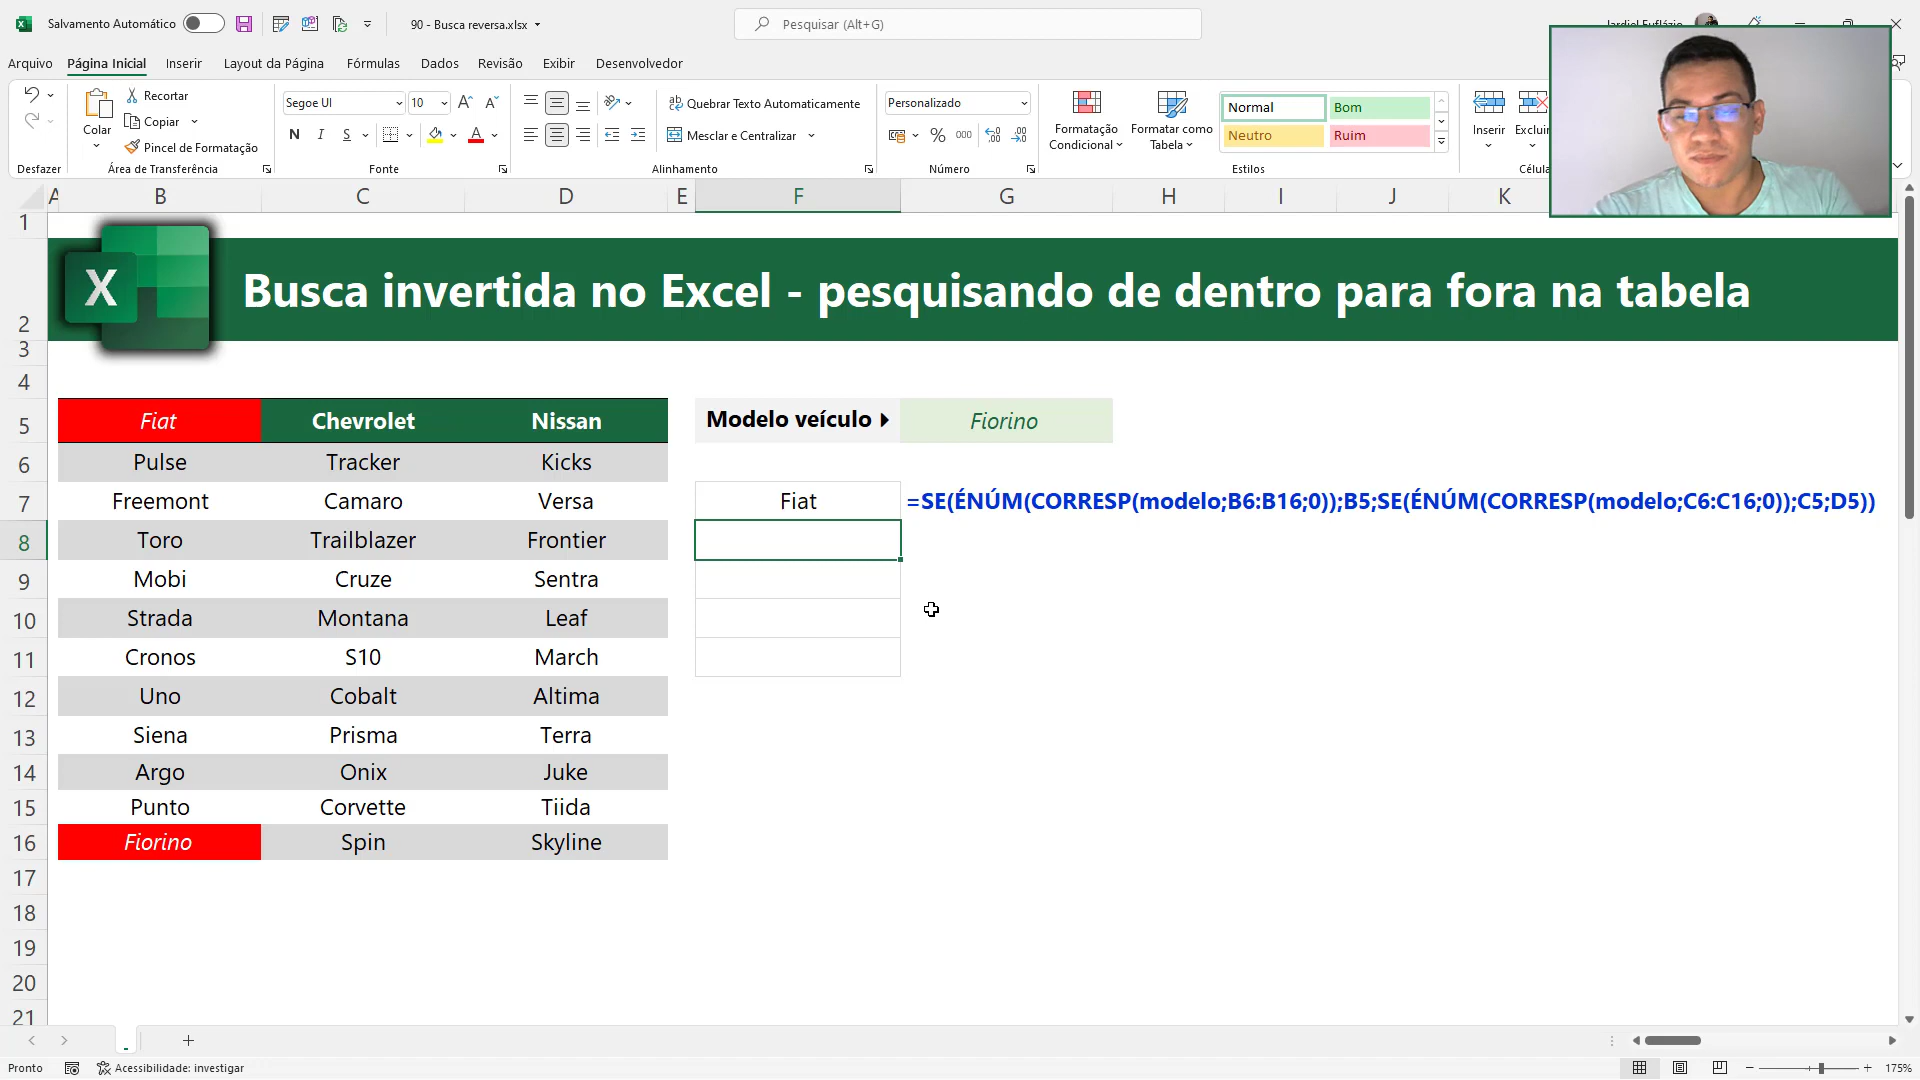 Salvamento Automático
90 - Busca reversa.xlsx
Pesquisar (Alt+G)
Arquivo Página Inicial Inserir Layout da Página Fórmulas Dados Revisão Exibir Desenvolvedor
Colar
Recortar
Copiar
Pincel de Formatação
Segoe UI 10
N I S
Quebrar Texto Automaticamente
Mesclar e Centralizar
Personalizado
% 000
Formatação Condicional
Formatar como Tabela
Normal Bom
Neutro Ruim
Inserir
Excluir
Desfazer Área de Transferência Fonte Alinhamento Número Estilos Célula
A B C D E F G H I J K
1
2 Busca invertida no Excel - pesquisando de dentro para fora na tabela
3
4
5 Fiat Chevrolet Nissan Modelo veículo Fiorino
6 Pulse Tracker Kicks
7 Freemont Camaro Versa Fiat =SE(ÉNÚM(CORRESP(modelo;B6:B16;0));B5;SE(ÉNÚM(CORRESP(modelo;C6:C16;0));C5;D5))
8 Toro Trailblazer Frontier
9 Mobi Cruze Sentra
10 Strada Montana Leaf
11 Cronos S10 March
12 Uno Cobalt Altima
13 Siena Prisma Terra
14 Argo Onix Juke
15 Punto Corvette Tiida
16 Fiorino Spin Skyline
17
18
19
20
21
Pronto Acessibilidade: investigar 175%